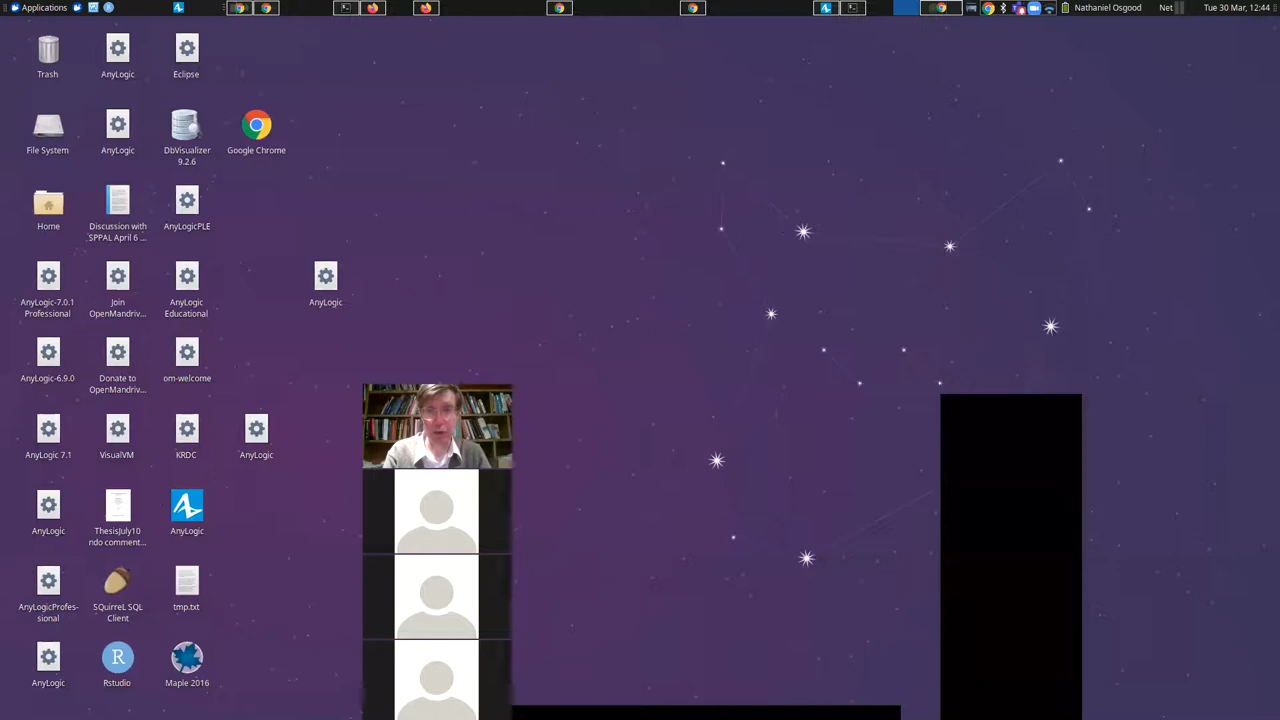 Applications
Applications
Nathaniel Osgood
Net
Tue 30 Mar, 12:44
Trash
AnyLogic
Eclipse
File System
AnyLogic
DbVisualizer
9.2.6
Google Chrome
Home
Discussion with
SPPAL April 6 ...
AnyLogicPLE
AnyLogic-7.0.1
Professional
Join
OpenMandriv...
AnyLogic
Educational
AnyLogic
AnyLogic-6.9.0
Donate to
OpenMandriv...
om-welcome
AnyLogic 7.1
VisualVM
KRDC
AnyLogic
AnyLogic
ThesisJuly10
ndo comment...
AnyLogic
AnyLogicProfes-
sional
SQuirreL SQL
Client
tmp.txt
AnyLogic
Rstudio
Maple 2016